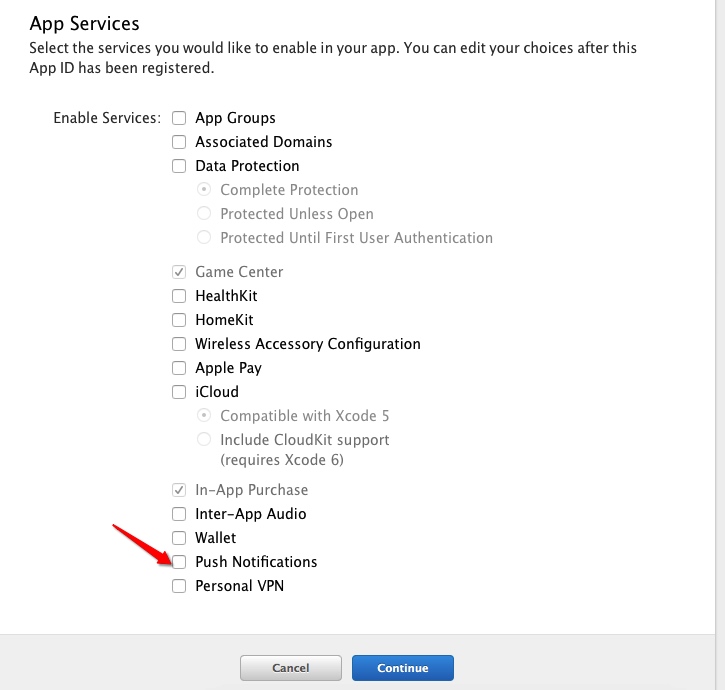 App Services
Select the services you would like to enable in your app. You can edit your choices after this
App ID has been registered.
Enable Services:
App Groups
Associated Domains
Data Protection
Complete Protection
Protected Unless Open
Protected Until First User Authentication
Game Center
HealthKit
HomeKit
Wireless Accessory Configuration
Apple Pay
iCloud
Compatible with Xcode 5
Include CloudKit support
(requires Xcode 6)
In-App Purchase
Inter-App Audio
Wallet
Push Notifications
Personal VPN
Cancel
Continue